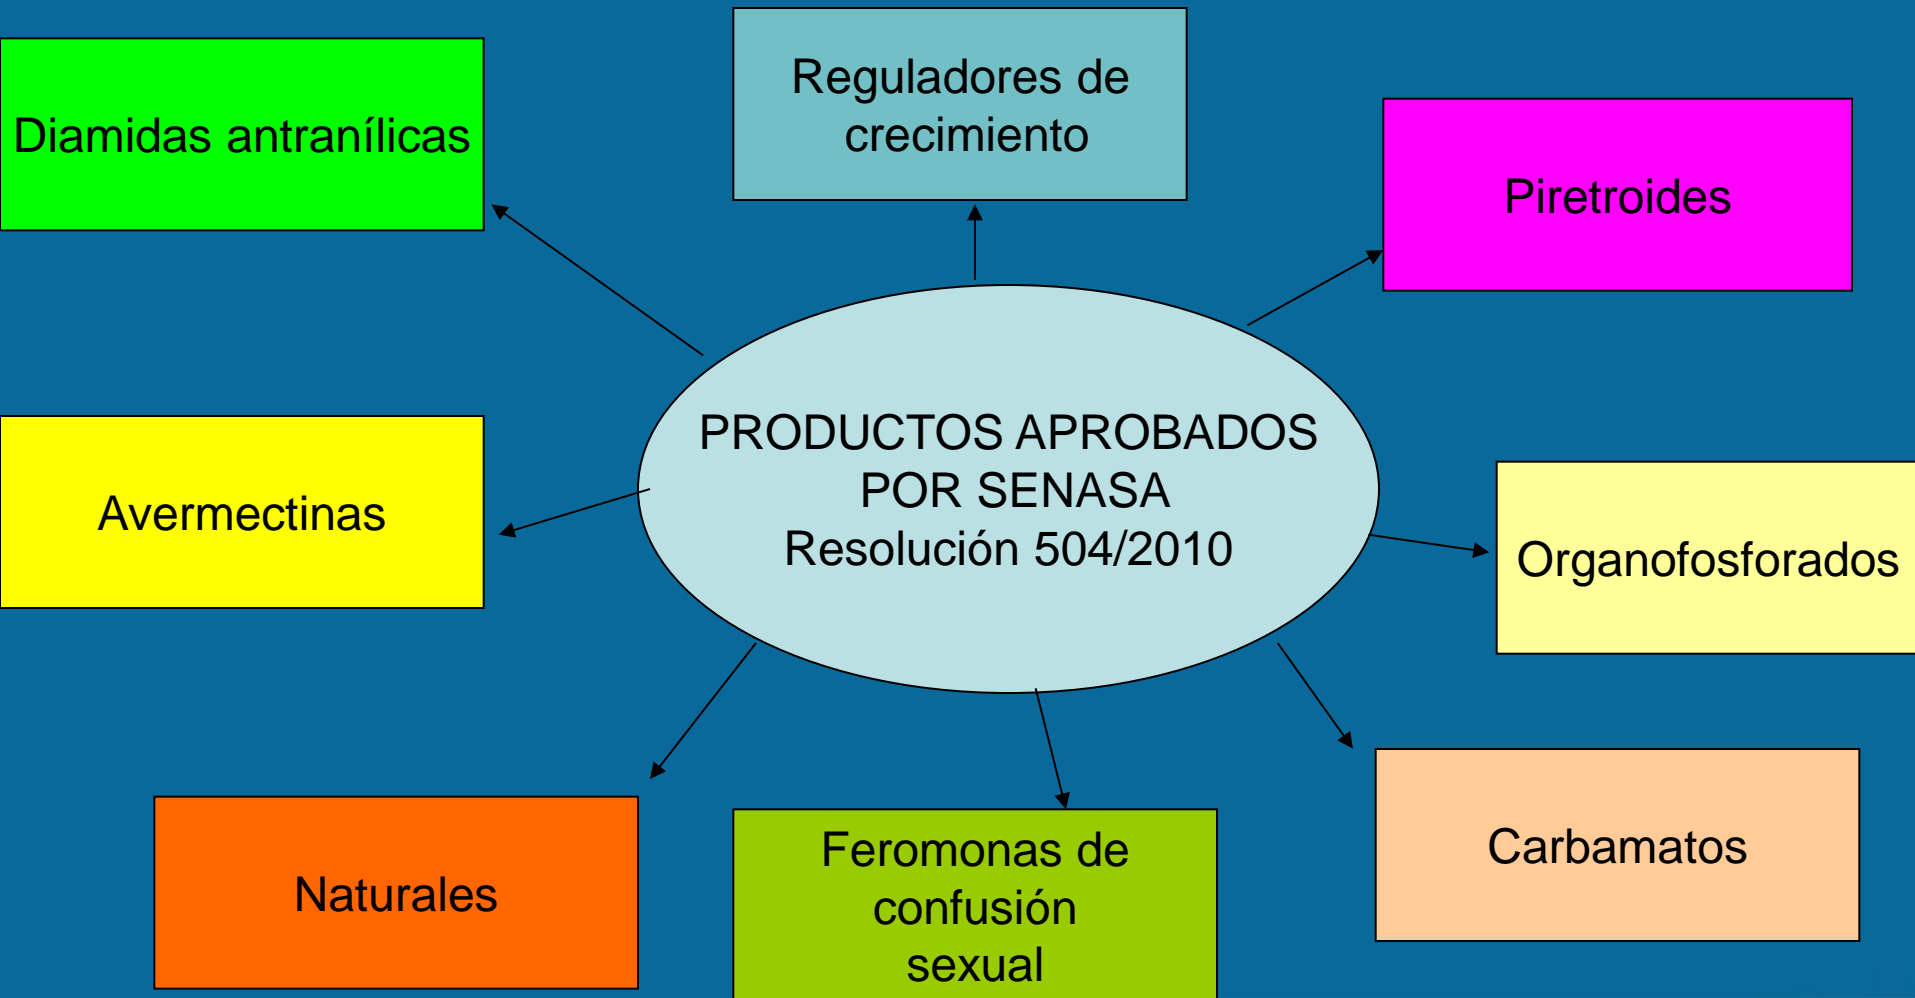 Reguladores de
crecimiento
Diamidas antranílicas
Piretroides
PRODUCTOS APROBADOS
POR SENASA
Resolución 504/2010
Avermectinas
Organofosforados
Carbamatos
Naturales
Feromonas de
confusión
sexual